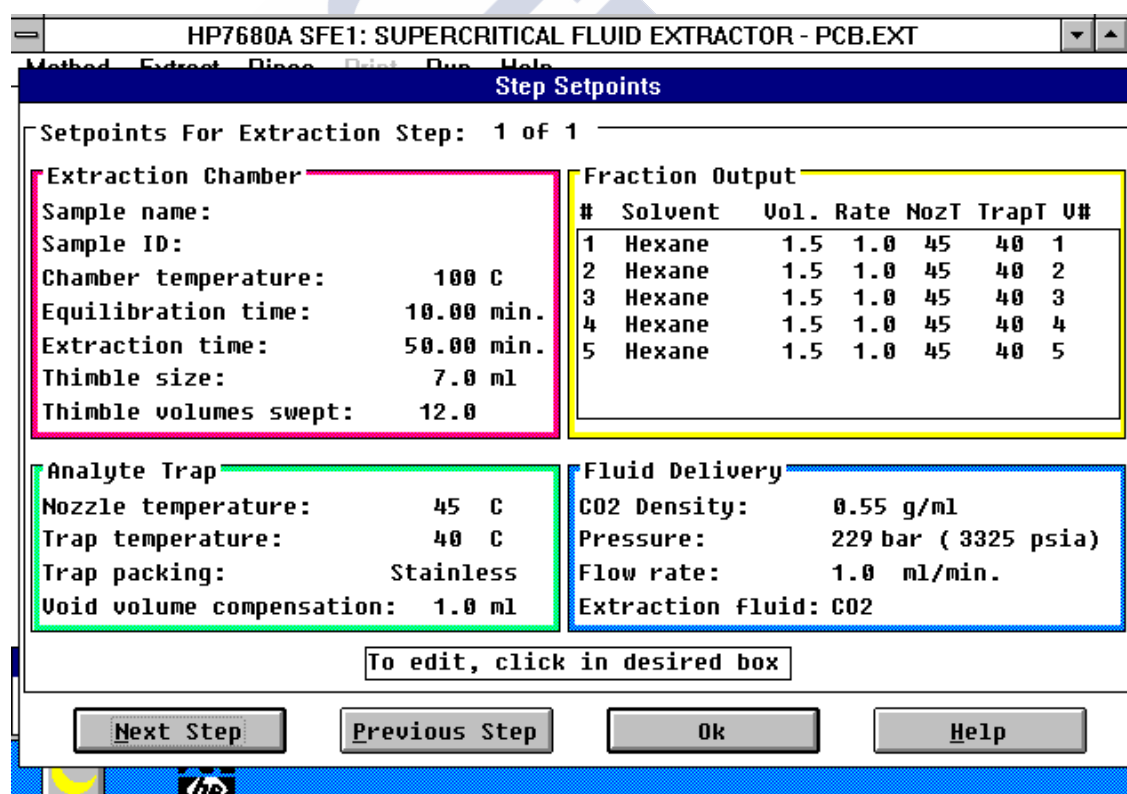 HP7680A SFE1: SUPERCRITICAL FLUID EXTRACTOR - PCB.EXT
Method Extract Rinse Print Run Help
Step Setpoints
Setpoints For Extraction Step: 1 of 1
Extraction Chamber
Sample name:
Sample ID:
Chamber temperature: 100 C
Equilibration time: 10.00 min.
Extraction time: 50.00 min.
Thimble size: 7.0 ml
Thimble volumes swept: 12.0
Fraction Output
# Solvent Vol. Rate NozT TrapT V#
1 Hexane 1.5 1.0 45 40 1
2 Hexane 1.5 1.0 45 40 2
3 Hexane 1.5 1.0 45 40 3
4 Hexane 1.5 1.0 45 40 4
5 Hexane 1.5 1.0 45 40 5
Analyte Trap
Nozzle temperature: 45 C
Trap temperature: 40 C
Trap packing: Stainless
Void volume compensation: 1.0 ml
Fluid Delivery
CO2 Density: 0.55 g/ml
Pressure: 229 bar ( 3325 psia)
Flow rate: 1.0 ml/min.
Extraction fluid: CO2
To edit, click in desired box
Next Step
Previous Step
Ok
Help
hp